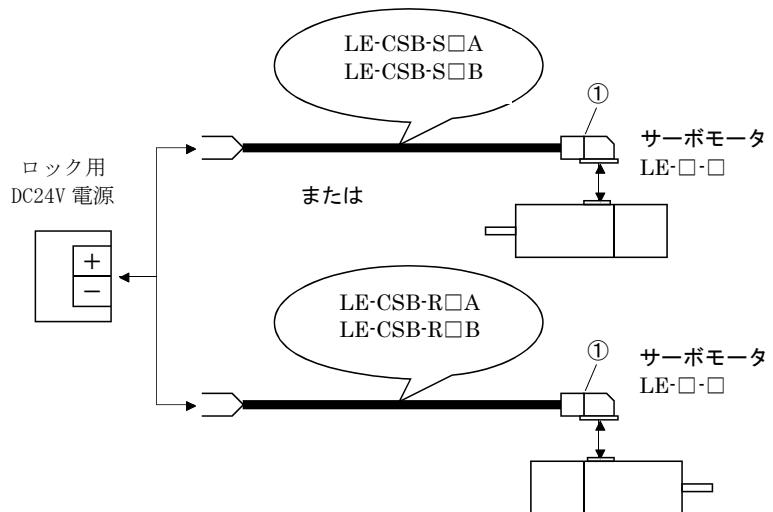 LE-CSB-S□A
LE-CSB-S□B
①
サーボモータ
LE-□-□
ロック用
DC24V 電源
または
+
−
LE-CSB-R□A
LE-CSB-R□B
①
サーボモータ
LE-□-□